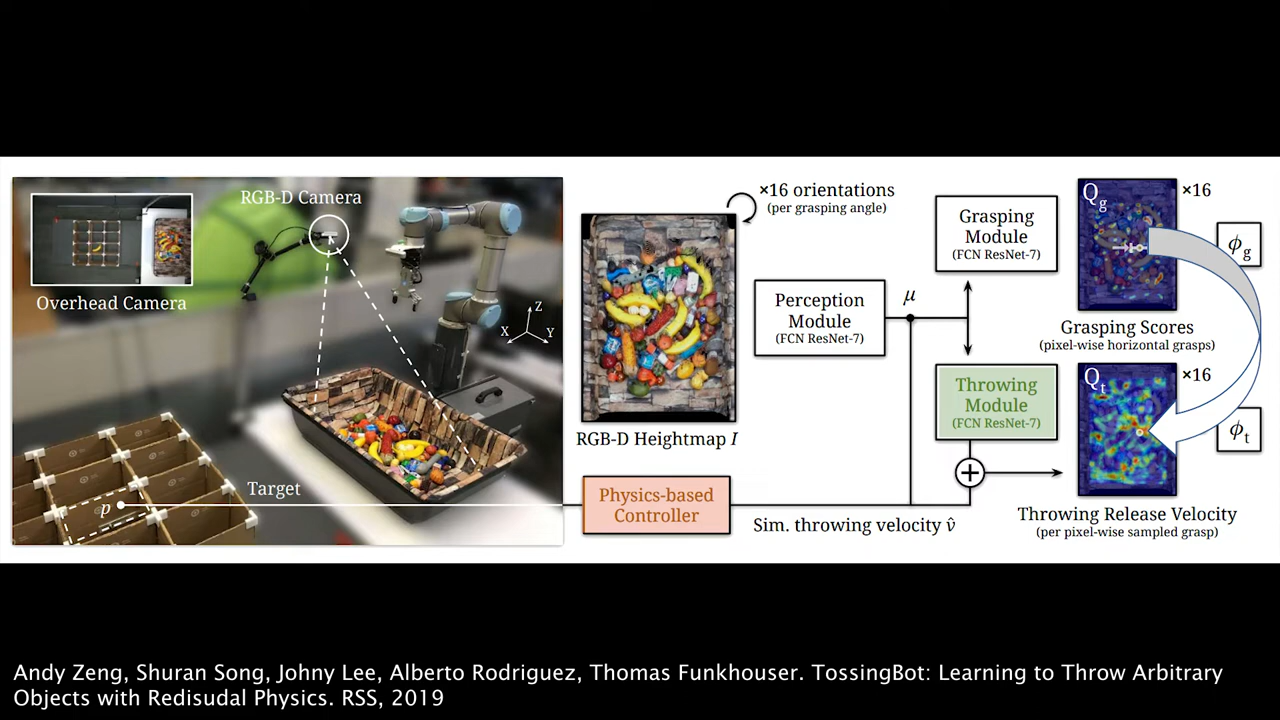 RGB-D Camera
Overhead Camera
Z
X
Y
Target
p
×16 orientations
(per grasping angle)
RGB-D Heightmap I
Perception
Module
(FCN ResNet-7)
μ
Grasping
Module
(FCN ResNet-7)
Throwing
Module
(FCN ResNet-7)
Physics-based
Controller
Sim. throwing velocity v̂
+
Qg
×16
ϕg
Grasping Scores
(pixel-wise horizontal grasps)
Qt
×16
ϕt
Throwing Release Velocity
(per pixel-wise sampled grasp)
Andy Zeng, Shuran Song, Johny Lee, Alberto Rodriguez, Thomas Funkhouser. TossingBot: Learning to Throw Arbitrary
Objects with Redisudal Physics. RSS, 2019